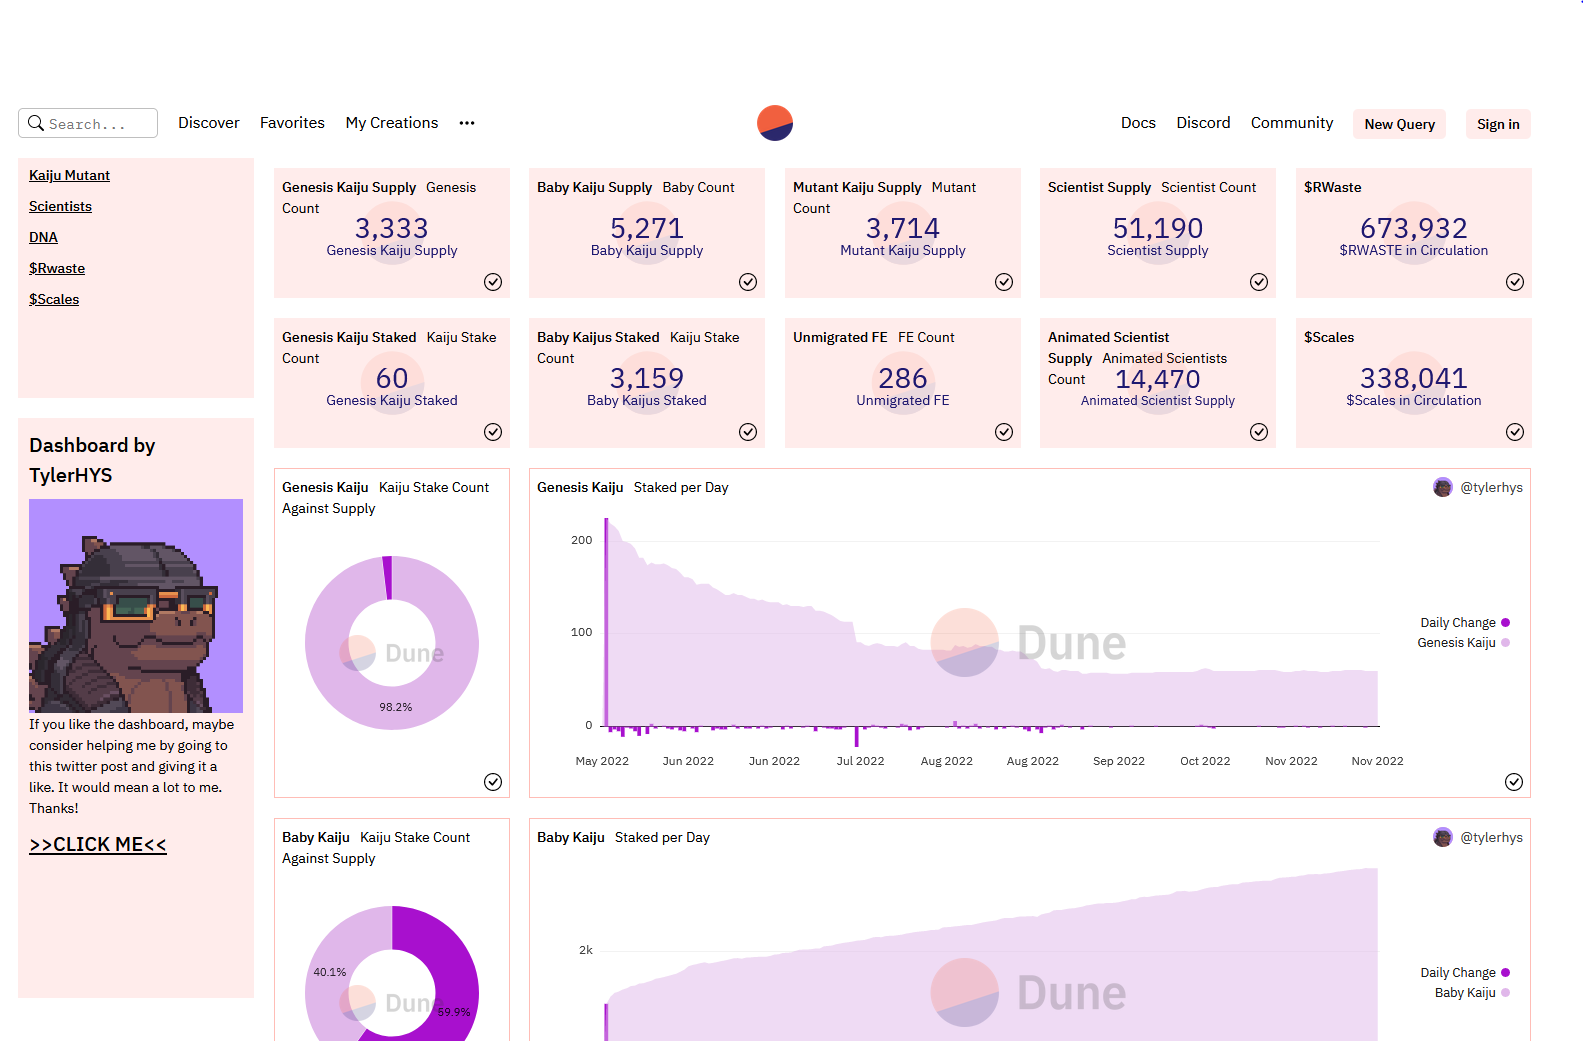 Search...
Discover
Favorites
My Creations
Docs
Discord
Community
New Query
Sign in
Kaiju Mutant
Scientists
DNA
$Rwaste
$Scales
Dashboard by
TylerHYS
If you like the dashboard, maybe
consider helping me by going to
this twitter post and giving it a
like. It would mean a lot to me.
Thanks!
>>CLICK ME<<
Genesis Kaiju Supply Genesis
Count
3,333
Genesis Kaiju Supply
Baby Kaiju Supply Baby Count
5,271
Baby Kaiju Supply
Mutant Kaiju Supply Mutant
Count
3,714
Mutant Kaiju Supply
Scientist Supply Scientist Count
51,190
Scientist Supply
$RWaste
673,932
$RWASTE in Circulation
Genesis Kaiju Staked Kaiju Stake
Count
60
Genesis Kaiju Staked
Baby Kaijus Staked Kaiju Stake
Count
3,159
Baby Kaijus Staked
Unmigrated FE FE Count
286
Unmigrated FE
Animated Scientist
Supply Animated Scientists
Count
14,470
Animated Scientist Supply
$Scales
338,041
$Scales in Circulation
Genesis Kaiju Kaiju Stake Count
Against Supply
Dune
98.2%
Genesis Kaiju Staked per Day
@tylerhys
200
100
0
Dune
Daily Change
Genesis Kaiju
May 2022
Jun 2022
Jun 2022
Jul 2022
Aug 2022
Aug 2022
Sep 2022
Oct 2022
Nov 2022
Nov 2022
Baby Kaiju Kaiju Stake Count
Against Supply
40.1%
Dune
59.9%
Baby Kaiju Staked per Day
@tylerhys
2k
Dune
Daily Change
Baby Kaiju